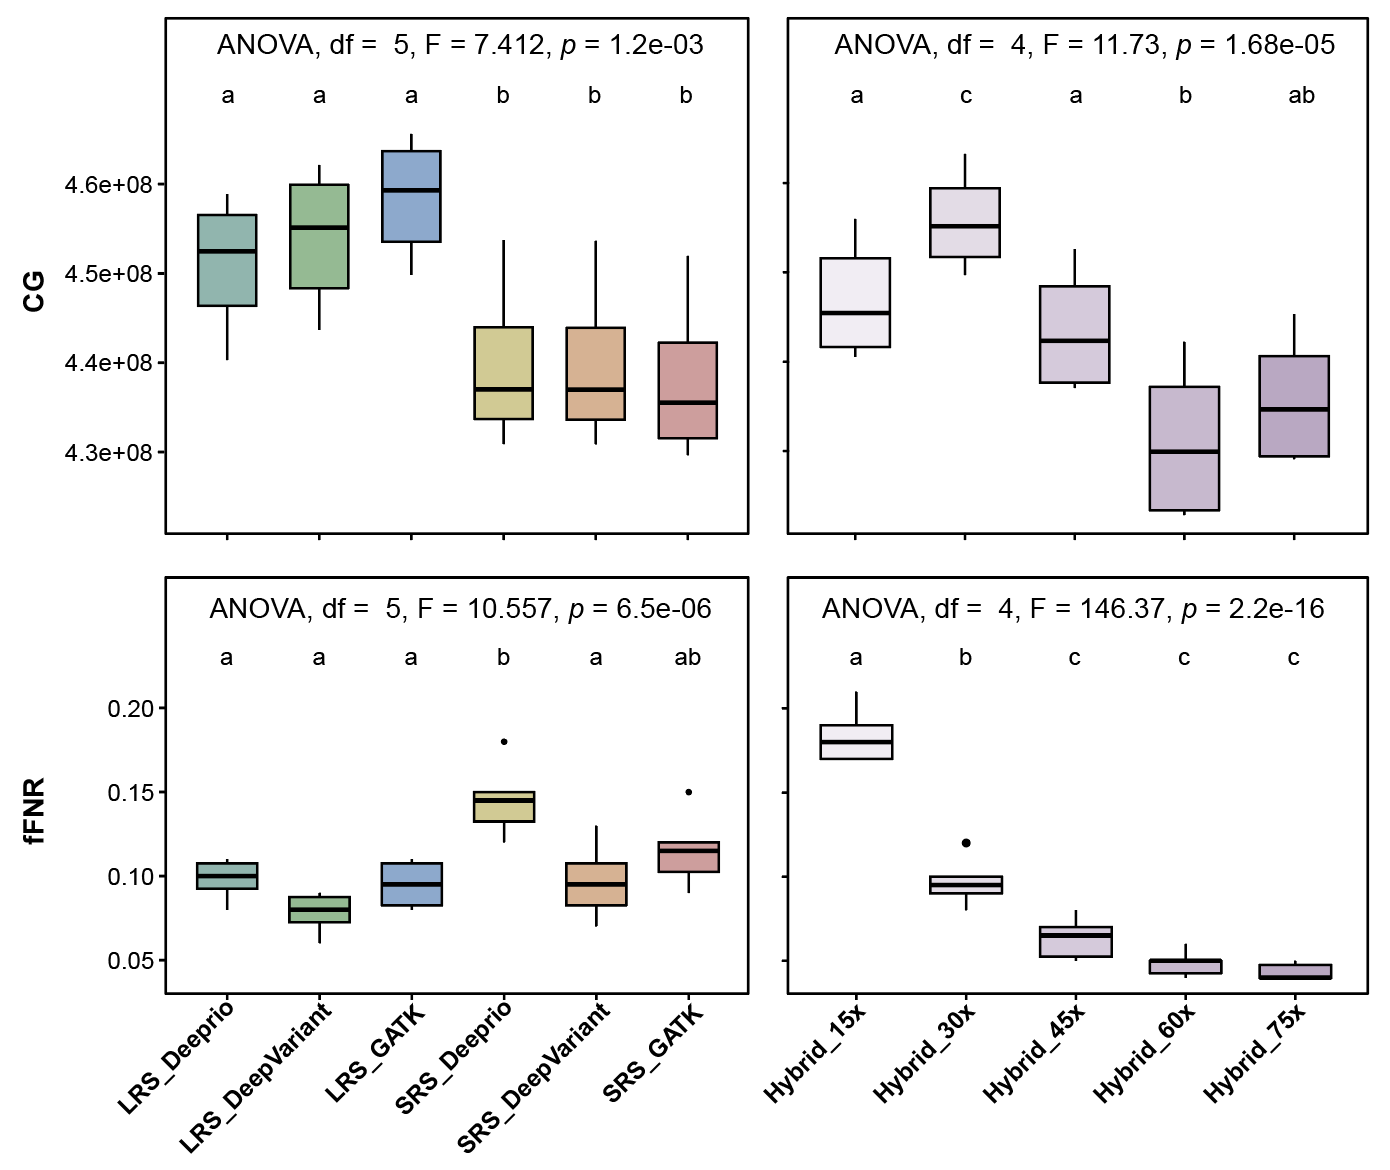 ANOVA, df = 5, F = 7.412, p = 1.2e-03
a a a b b b
4.6e+08
4.5e+08
4.4e+08
4.3e+08
CG
ANOVA, df = 4, F = 11.73, p = 1.68e-05
a c a b ab
ANOVA, df = 5, F = 10.557, p = 6.5e-06
a a a b a ab
0.20
0.15
0.10
0.05
fFNR
ANOVA, df = 4, F = 146.37, p = 2.2e-16
a b c c c
LRS_Deeprio
LRS_DeepVariant
LRS_GATK
SRS_Deeprio
SRS_DeepVariant
SRS_GATK
Hybrid_15x
Hybrid_30x
Hybrid_45x
Hybrid_60x
Hybrid_75x